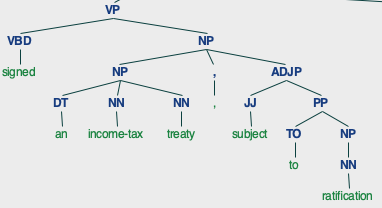 VP
VBD NP
signed NP , ADJP
DT NN NN , JJ PP
an income-tax treaty subject TO NP
to NN
ratification